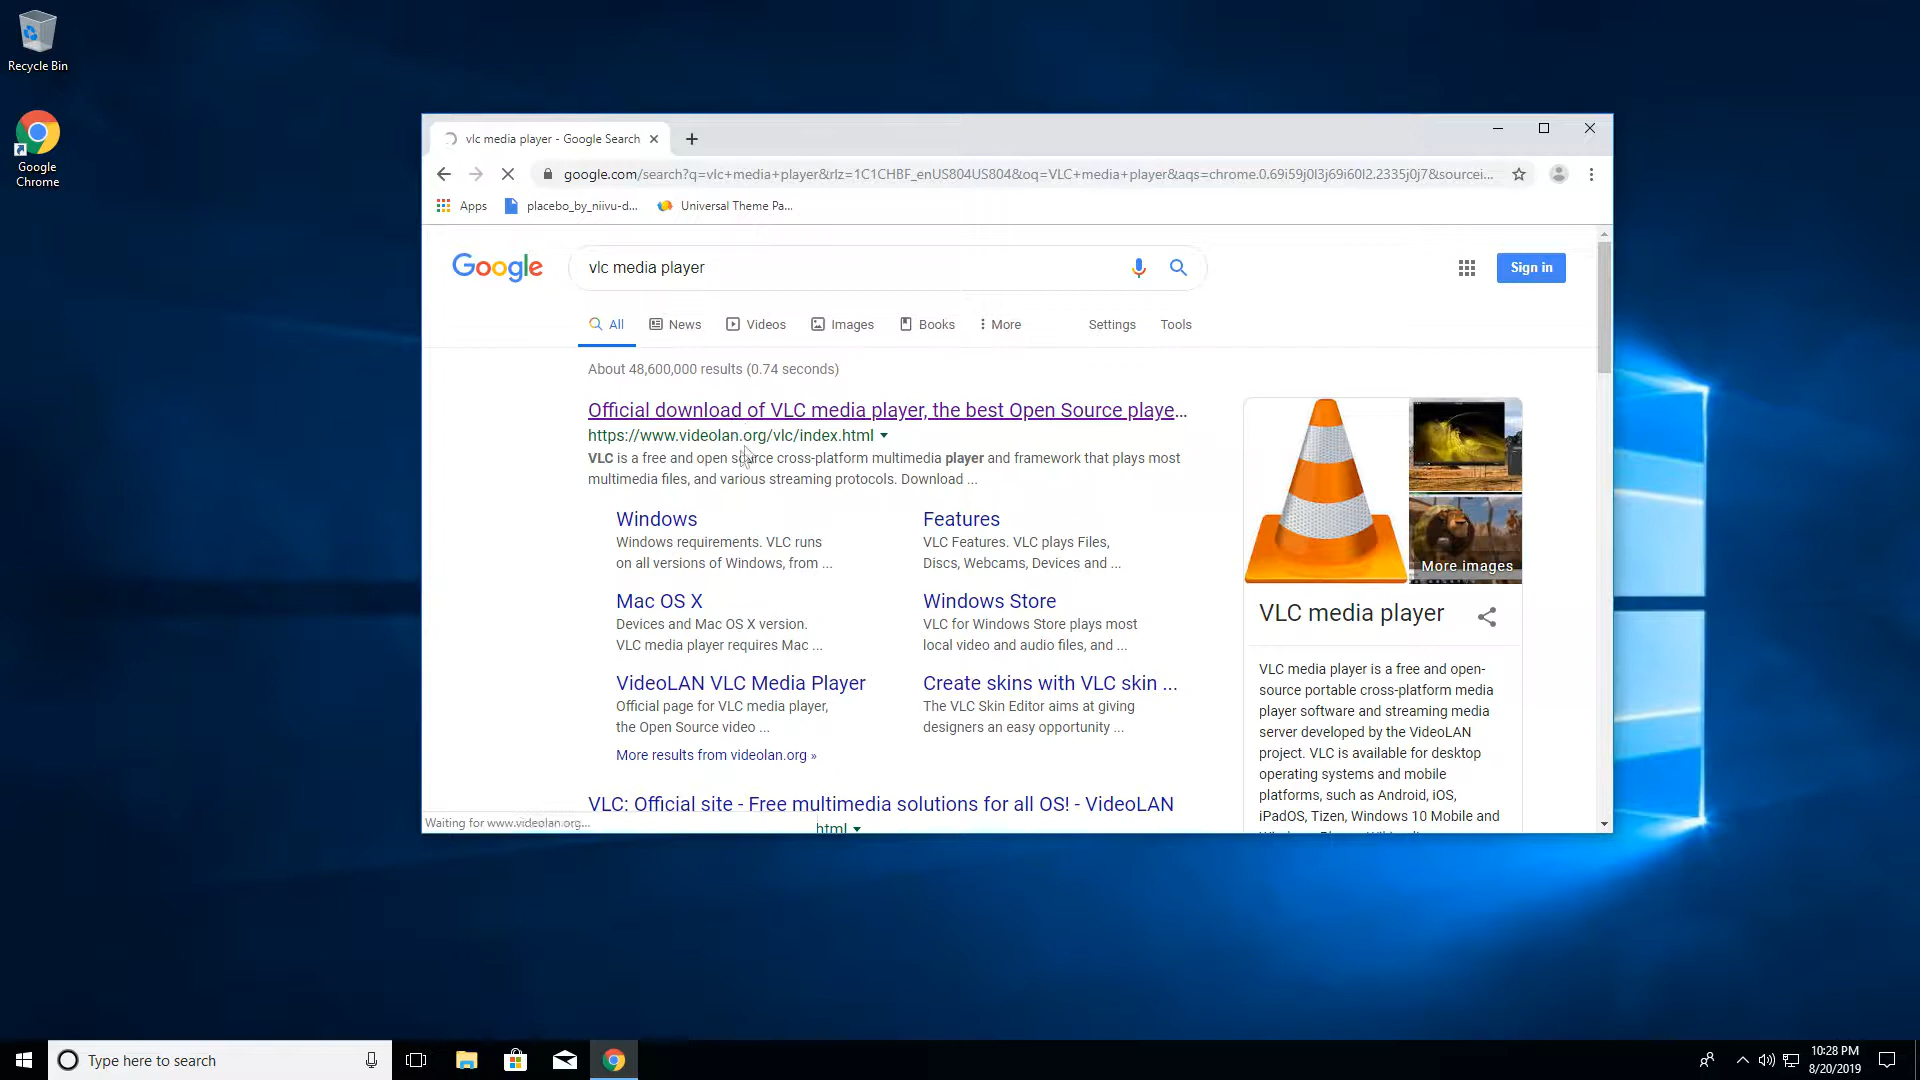 Recycle Bin
Google
Chrome
vlc media player - Google Search
google.com/search?q=vlc+media+player&rlz=1C1CHBF_enUS804US804&oq=VLC+media+player&aqs=chrome.0.69i59j0l3j69i60l2.2335j0j7&sourcei...
Apps
placebo_by_niivu-d...
Universal Theme Pa...
Google
vlc media player
Sign in
All
News
Videos
Images
Books
More
Settings
Tools
About 48,600,000 results (0.74 seconds)
Official download of VLC media player, the best Open Source playe...
https://www.videolan.org/vlc/index.html
VLC is a free and open source cross-platform multimedia player and framework that plays most
multimedia files, and various streaming protocols. Download ...
Windows
Windows requirements. VLC runs
on all versions of Windows, from ...
Features
VLC Features. VLC plays Files,
Discs, Webcams, Devices and ...
Mac OS X
Devices and Mac OS X version.
VLC media player requires Mac ...
Windows Store
VLC for Windows Store plays most
local video and audio files, and ...
VideoLAN VLC Media Player
Official page for VLC media player,
the Open Source video ...
Create skins with VLC skin ...
The VLC Skin Editor aims at giving
designers an easy opportunity ...
More results from videolan.org »
VLC: Official site - Free multimedia solutions for all OS! - VideoLAN
html
Waiting for www.videolan.org...
More images
VLC media player
VLC media player is a free and open-
source portable cross-platform media
player software and streaming media
server developed by the VideoLAN
project. VLC is available for desktop
operating systems and mobile
platforms, such as Android, iOS,
iPadOS, Tizen, Windows 10 Mobile and
Type here to search
10:28 PM
8/20/2019